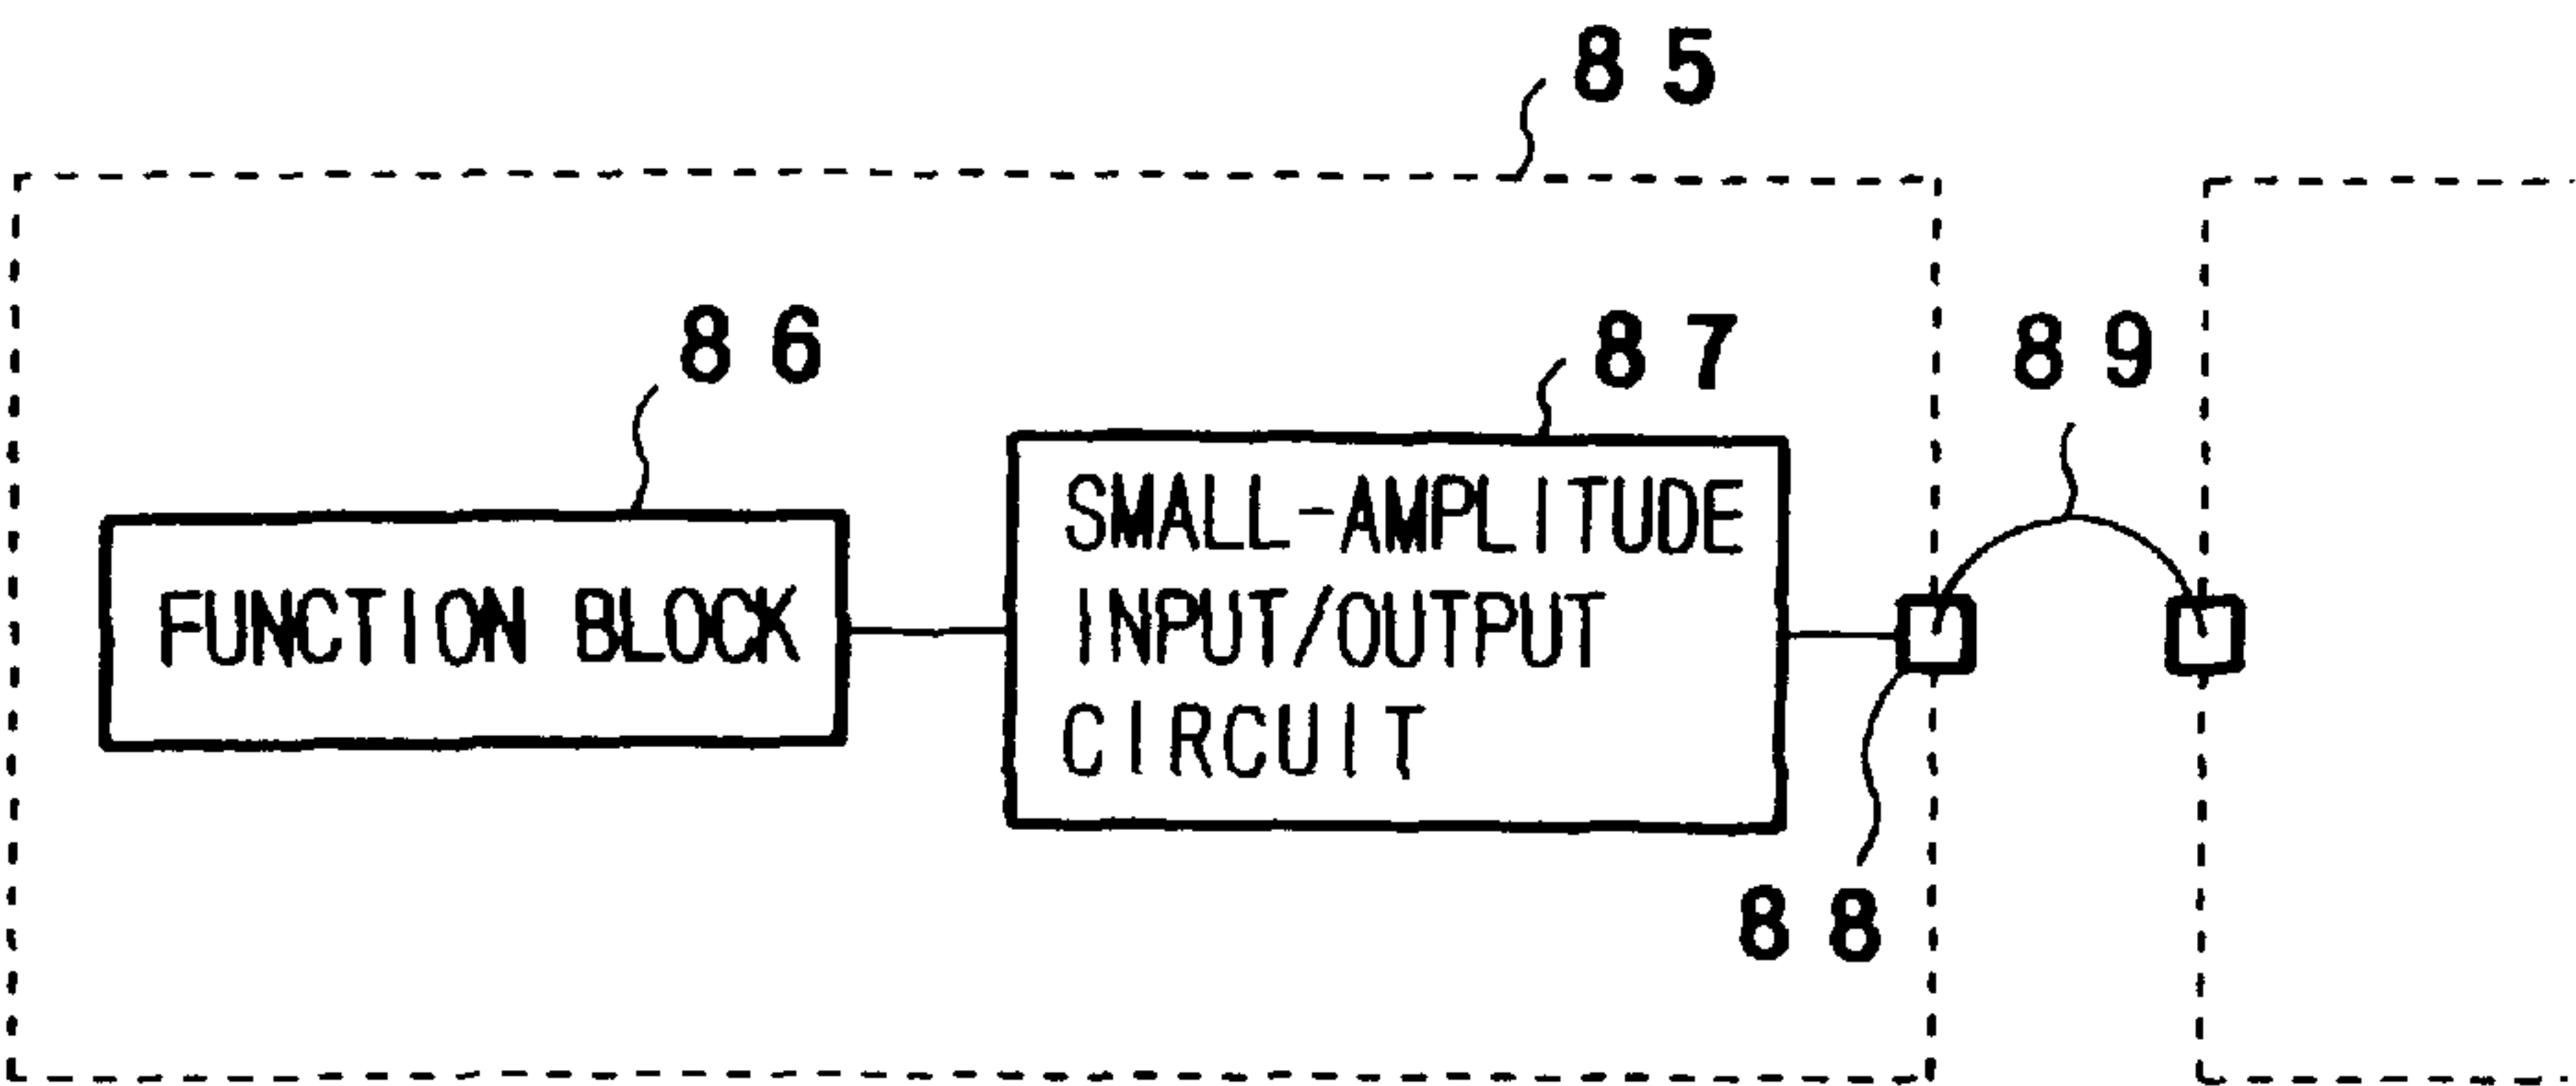 85
86
87
89
FUNCTION BLOCK
SMALL-AMPLITUDE
INPUT/OUTPUT
CIRCUIT
88